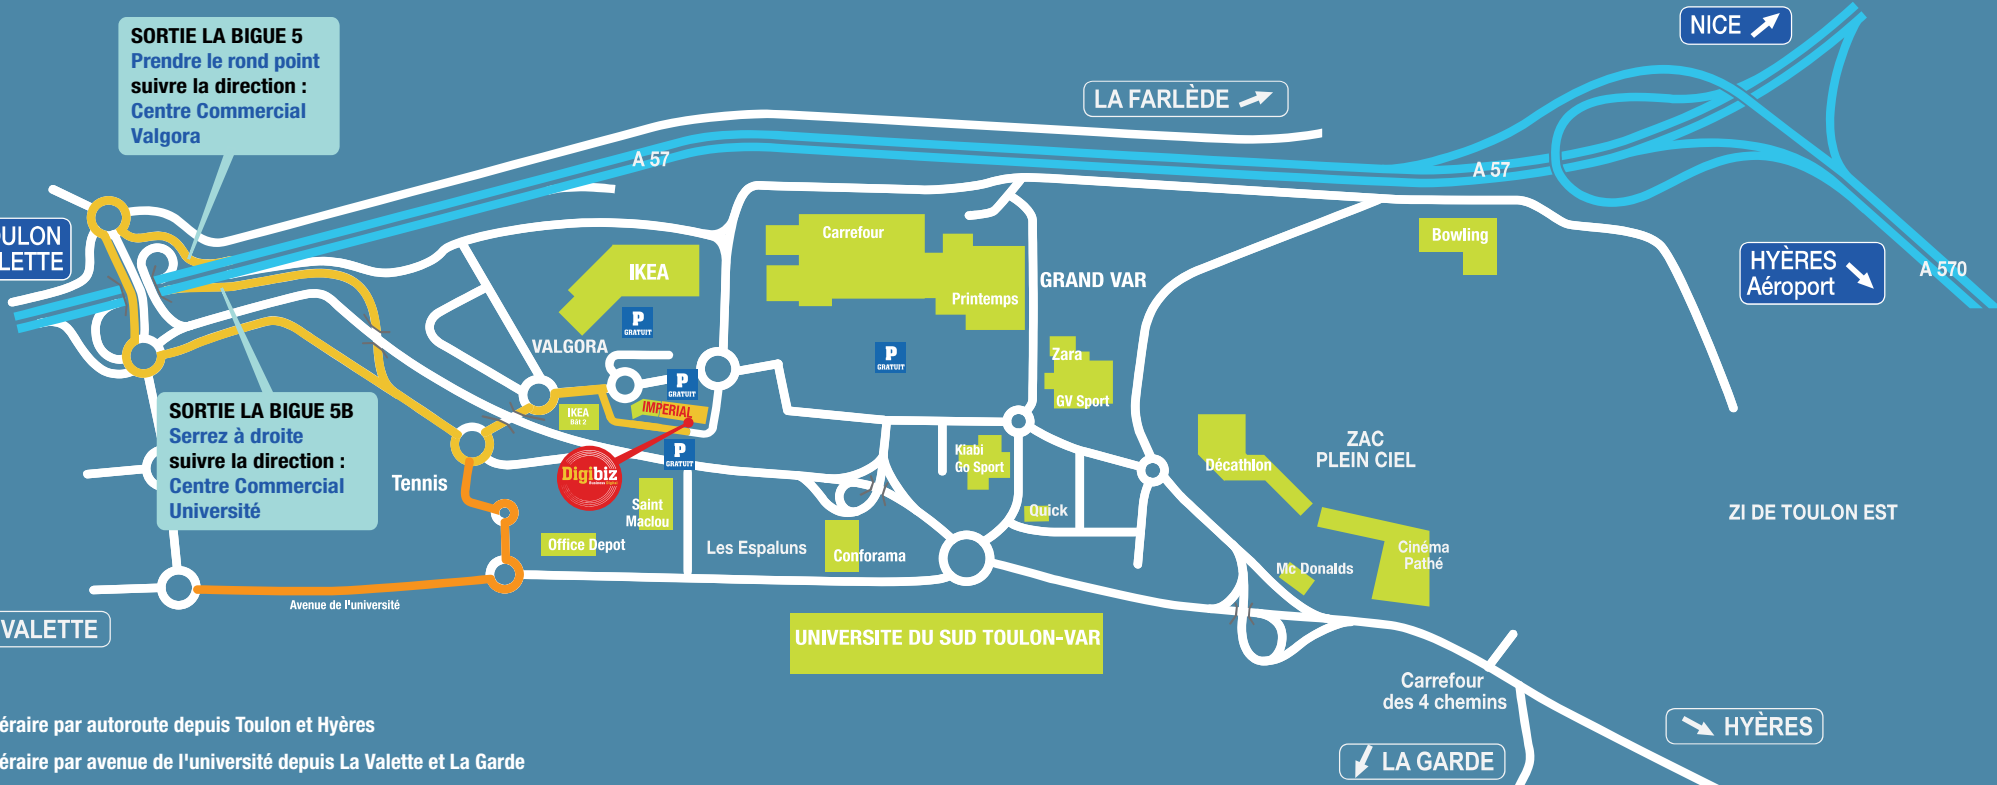 SORTIE LA BIGUE 5
Prendre le rond point
suivre la direction :
Centre Commercial
Valgora
NICE
LA FARLÈDE
A 57
A 57
OULON
LETTE
HYÈRES
Aéroport
A 570
Carrefour
Printemps
GRAND VAR
Bowling
IKEA
P
GRATUIT
VALGORA
P
GRATUIT
Zara
GV Sport
P
GRATUIT
IMPERIAL
IKEA
Bât 2
SORTIE LA BIGUE 5B
Serrez à droite
suivre la direction :
Centre Commercial
Université
P
GRATUIT
Digibiz
Tennis
Saint
Maclou
Office Depot
Les Espaluns
Conforama
Kiabi
Go Sport
Quick
Décathlon
ZAC
PLEIN CIEL
ZI DE TOULON EST
Cinéma
Pathé
Mc Donalds
Avenue de l'université
VALETTE
UNIVERSITE DU SUD TOULON-VAR
Carrefour
des 4 chemins
HYÈRES
LA GARDE
éraire par autoroute depuis Toulon et Hyères
éraire par avenue de l'université depuis La Valette et La Garde